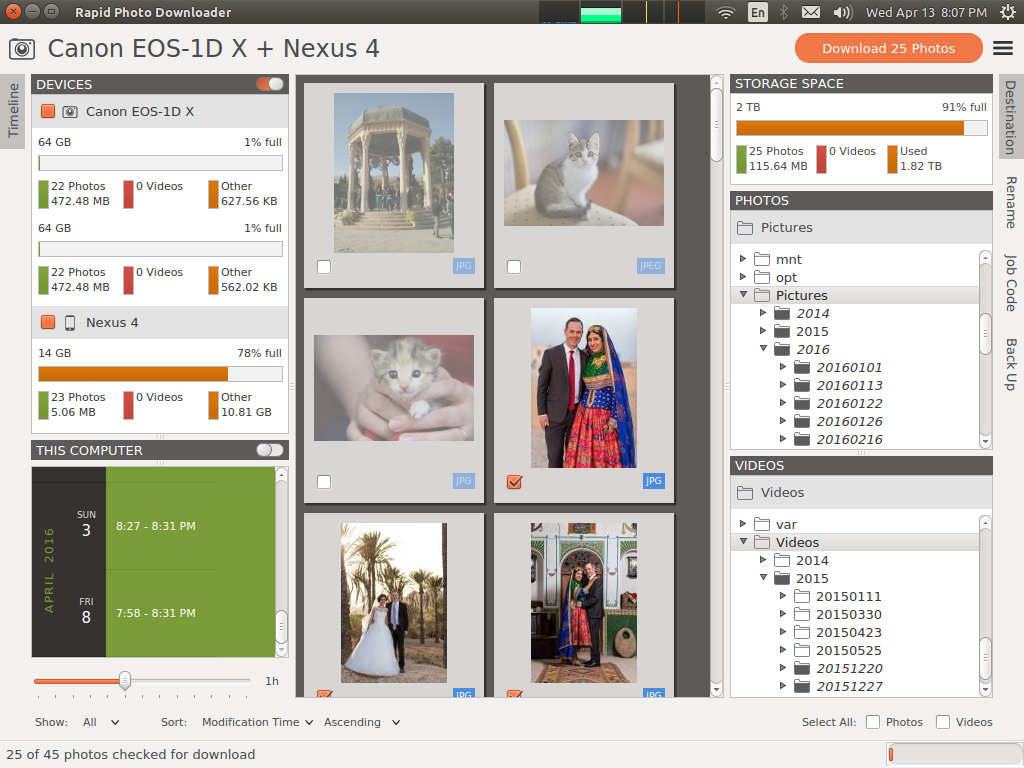 Rapid Photo Downloader
En
Wed Apr 13 8:07 PM
Canon EOS-1D X + Nexus 4
Download 25 Photos
Timeline
DEVICES
Canon EOS-1D X
64 GB 1% full
22 Photos 0 Videos Other
472.48 MB 627.56 KB
64 GB 1% full
22 Photos 0 Videos Other
472.48 MB 562.02 KB
Nexus 4
14 GB 78% full
23 Photos 0 Videos Other
5.06 MB 10.81 GB
THIS COMPUTER
APRIL 2016
SUN
3
8:27 - 8:31 PM
FRI
8
7:58 - 8:31 PM
1h
JPG
JPEG
JPG
JPG
JPG
JPG
STORAGE SPACE
2 TB 91% full
25 Photos 0 Videos Used
115.64 MB 1.82 TB
PHOTOS
Pictures
mnt
opt
Pictures
2014
2015
2016
20160101
20160113
20160122
20160126
20160216
VIDEOS
Videos
var
Videos
2014
2015
20150111
20150330
20150423
20150525
20151220
20151227
Destination
Rename
Job Code
Back Up
Show: All Sort: Modification Time Ascending
Select All: Photos Videos
25 of 45 photos checked for download